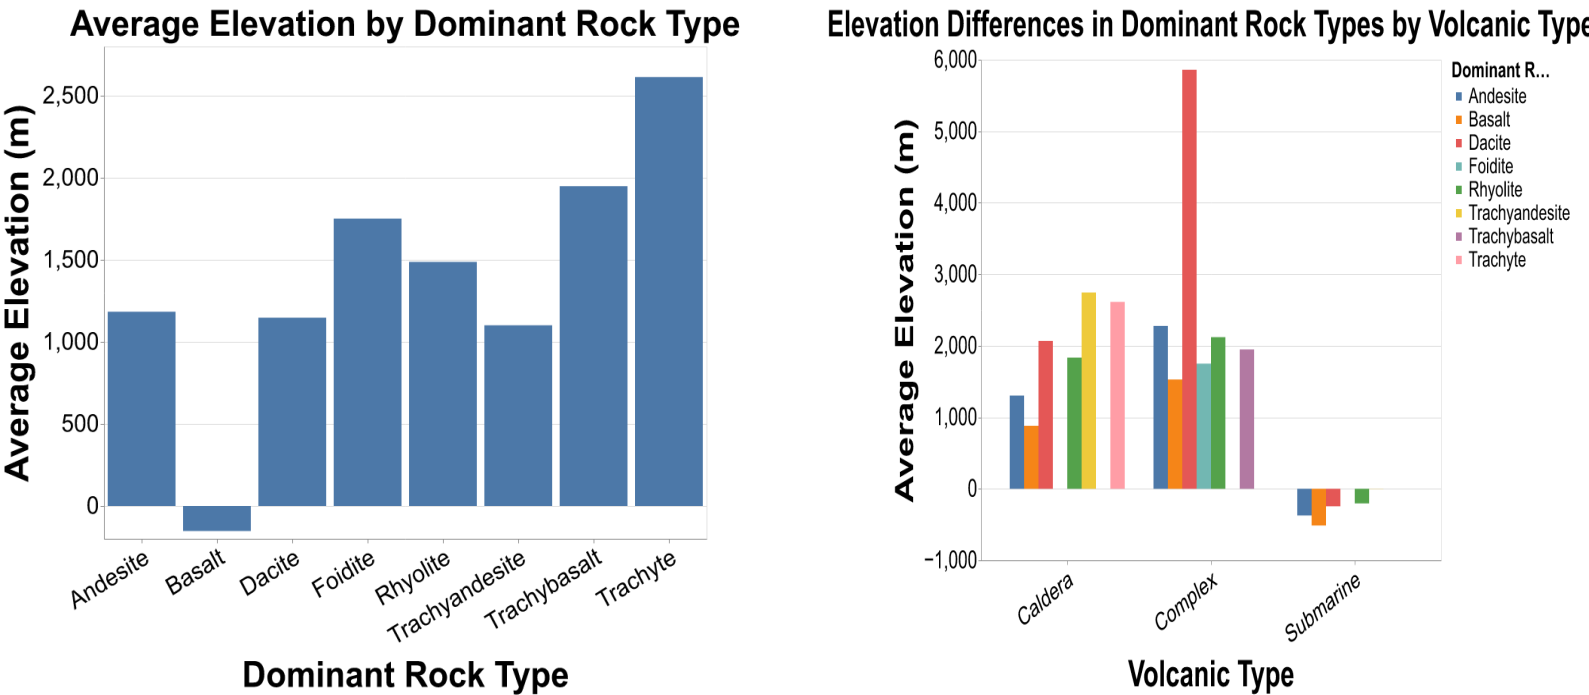 Average Elevation by Dominant Rock Type
Average Elevation (m)
2,500
2,000
1,500
1,000
500
0
Andesite
Basalt
Dacite
Foidite
Rhyolite
Trachyandesite
Trachybasalt
Trachyte
Dominant Rock Type
Elevation Differences in Dominant Rock Types by Volcanic Type
Average Elevation (m)
6,000
5,000
4,000
3,000
2,000
1,000
0
−1,000
Caldera
Complex
Submarine
Volcanic Type
Dominant R…
Andesite
Basalt
Dacite
Foidite
Rhyolite
Trachyandesite
Trachybasalt
Trachyte